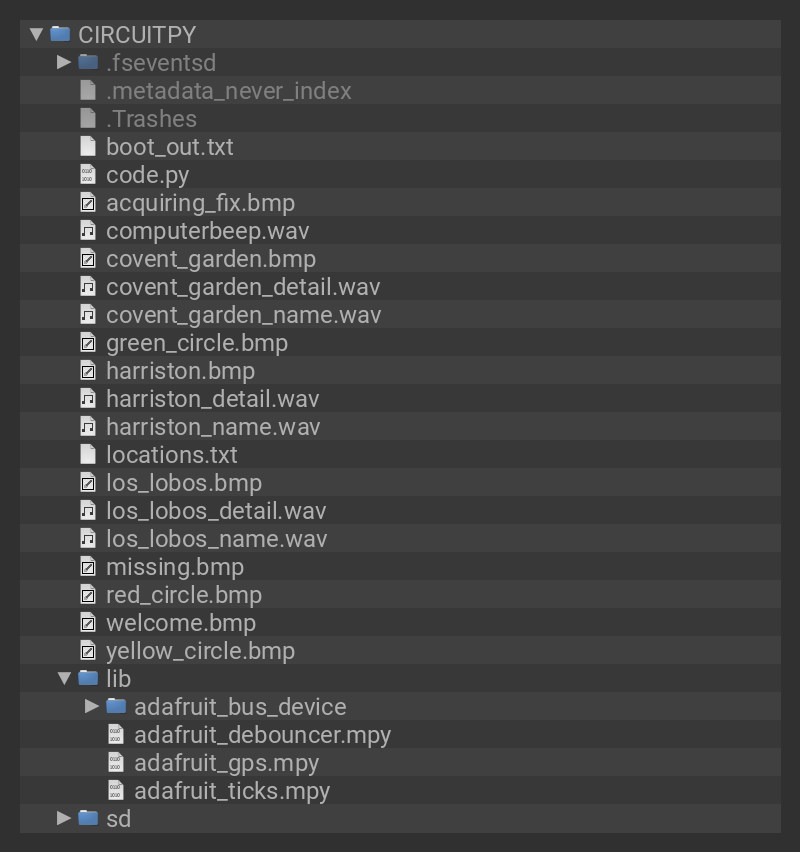 CIRCUITPY
.fseventsd
.metadata_never_index
.Trashes
boot_out.txt
code.py
acquiring_fix.bmp
computerbeep.wav
covent_garden.bmp
covent_garden_detail.wav
covent_garden_name.wav
green_circle.bmp
harriston.bmp
harriston_detail.wav
harriston_name.wav
locations.txt
los_lobos.bmp
los_lobos_detail.wav
los_lobos_name.wav
missing.bmp
red_circle.bmp
welcome.bmp
yellow_circle.bmp
lib
adafruit_bus_device
adafruit_debouncer.mpy
adafruit_gps.mpy
adafruit_ticks.mpy
sd